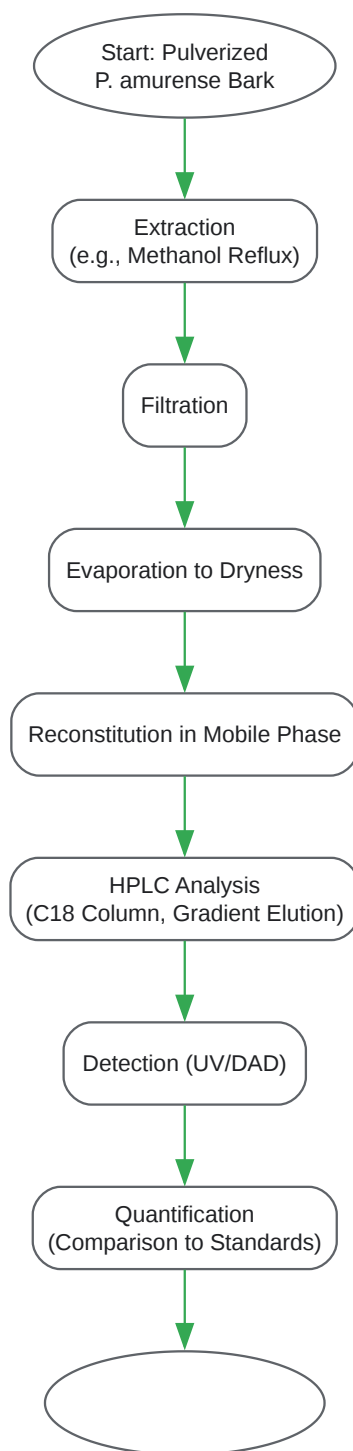 Start: Pulverized
P. amurense Bark
Extraction
(e.g., Methanol Reflux)
Filtration
Evaporation to Dryness
Reconstitution in Mobile Phase
HPLC Analysis
(C18 Column, Gradient Elution)
Detection (UV/DAD)
Quantification
(Comparison to Standards)